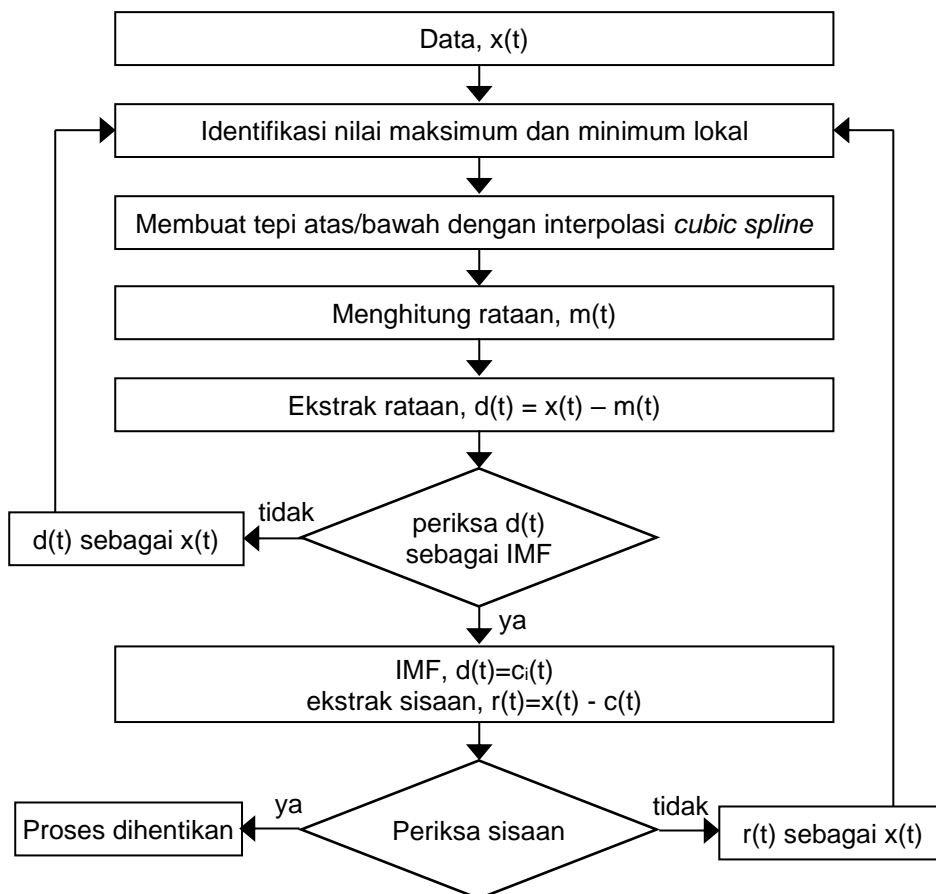 Data, x(t)
Identifikasi nilai maksimum dan minimum lokal
Membuat tepi atas/bawah dengan interpolasi cubic spline
Menghitung rataan, m(t)
Ekstrak rataan, d(t) = x(t) – m(t)
tidak
d(t) sebagai x(t)
periksa d(t)
sebagai IMF
ya
IMF, d(t)=cᵢ(t)
ekstrak sisaan, r(t)=x(t) - c(t)
ya
tidak
Proses dihentikan
Periksa sisaan
r(t) sebagai x(t)